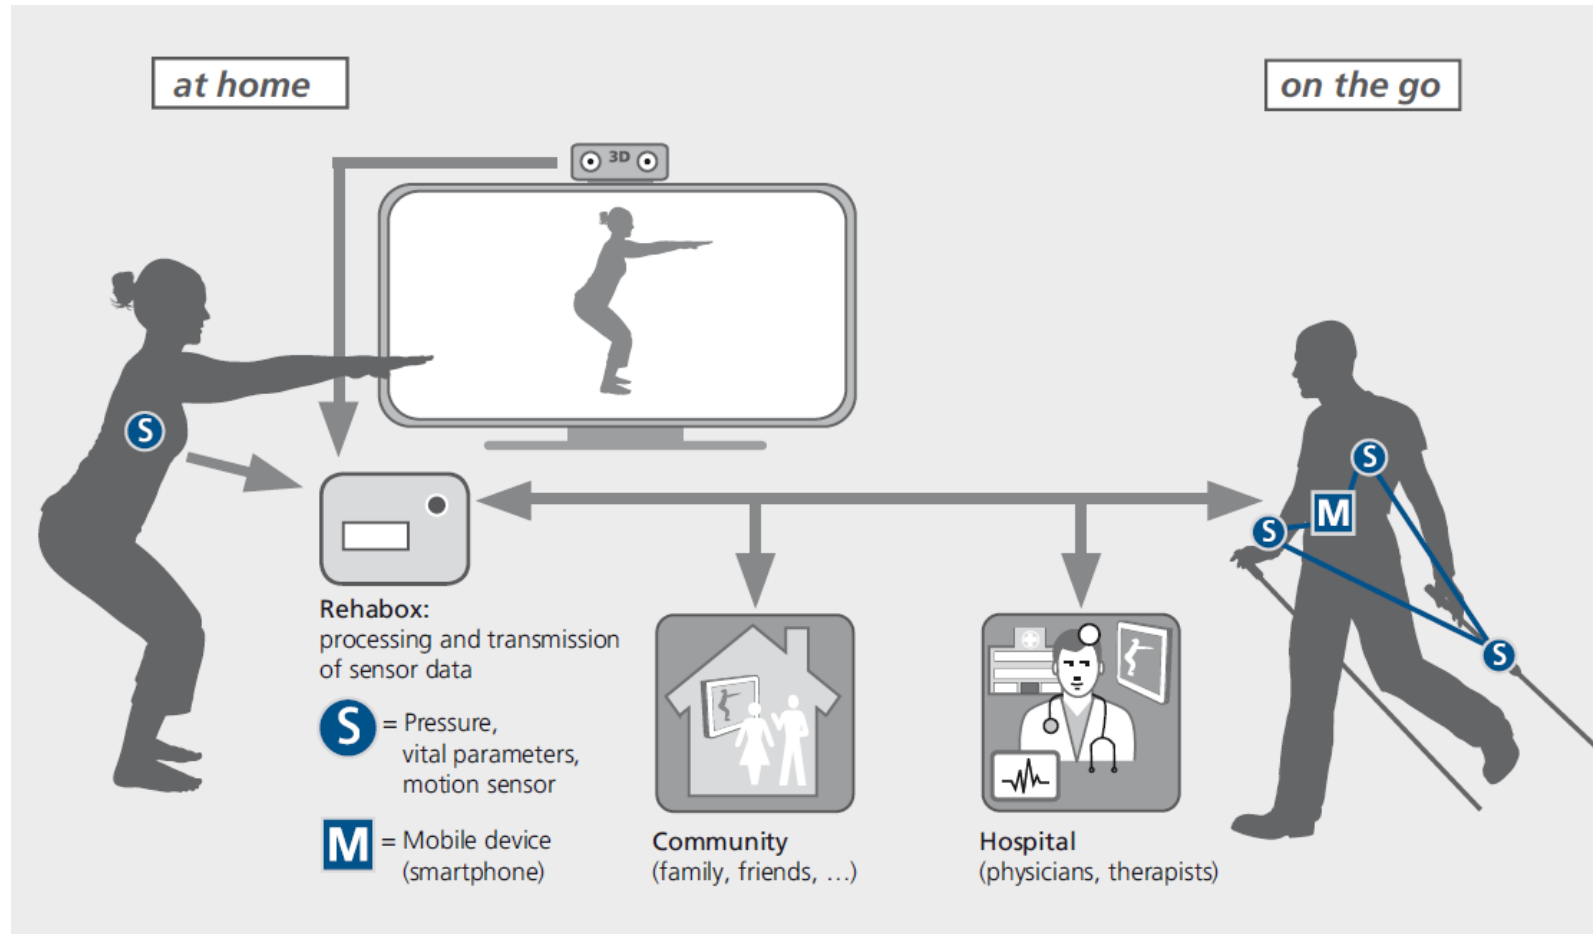 at home
on the go
3D
S
S
M
S
S
Rehabox:
processing and transmission
of sensor data
S = Pressure,
vital parameters,
motion sensor
M = Mobile device
(smartphone)
Community
(family, friends, …)
Hospital
(physicians, therapists)